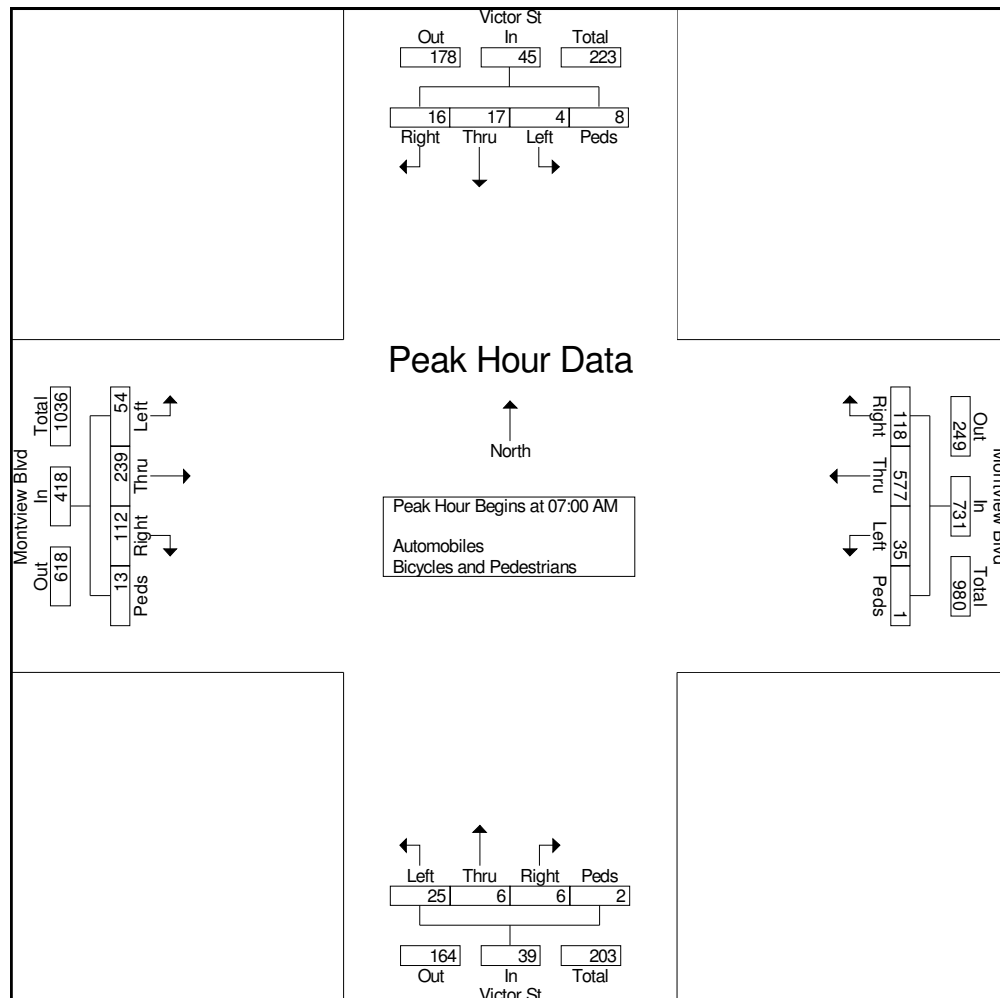 Victor St
Out In Total
178 45 223
16 17 4 8
Right Thru Left Peds
Peak Hour Data
North
Peak Hour Begins at 07:00 AM
Automobiles
Bicycles and Pedestrians
Montview Blvd
Out In Total
618 418 1036
54 239 112 13
Left Thru Right Peds
Montview Blvd
Out In Total
249 731 980
118 577 35 1
Right Thru Left Peds
Left Thru Right Peds
25 6 6 2
164 39 203
Out In Total
Victor St